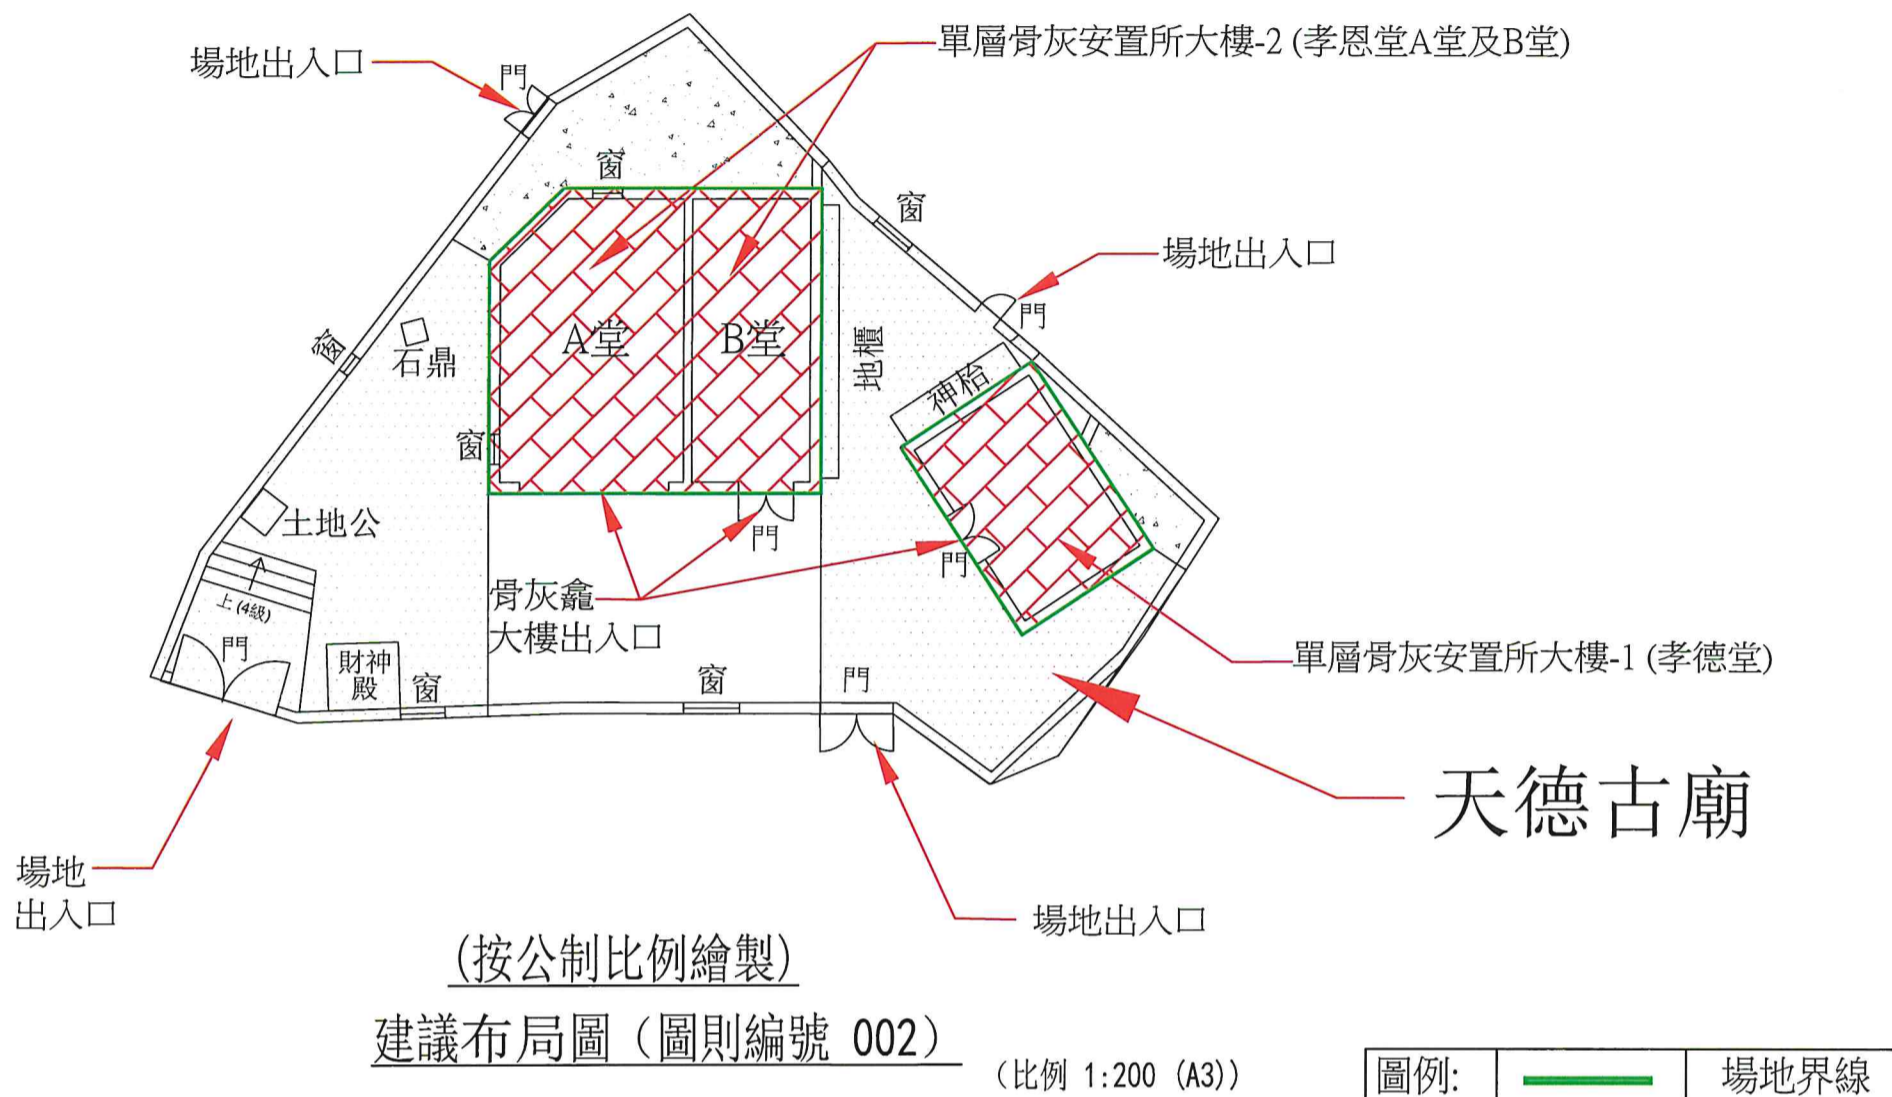 單層骨灰安置所大樓-2 (孝恩堂A堂及B堂)
場地出入口
門
窗
窗
場地出入口
門
窗
石鼎
A堂
B堂
地櫃
神枱
窗
土地公
門
門
上 (4級)
骨灰龕
大樓出入口
門
財神
殿
窗
窗
門
單層骨灰安置所大樓-1 (孝德堂)
天德古廟
場地
出入口
場地出入口
(按公制比例繪製)
建議布局圖（圖則編號 002）
（比例 1:200 (A3)）
圖例:
場地界線